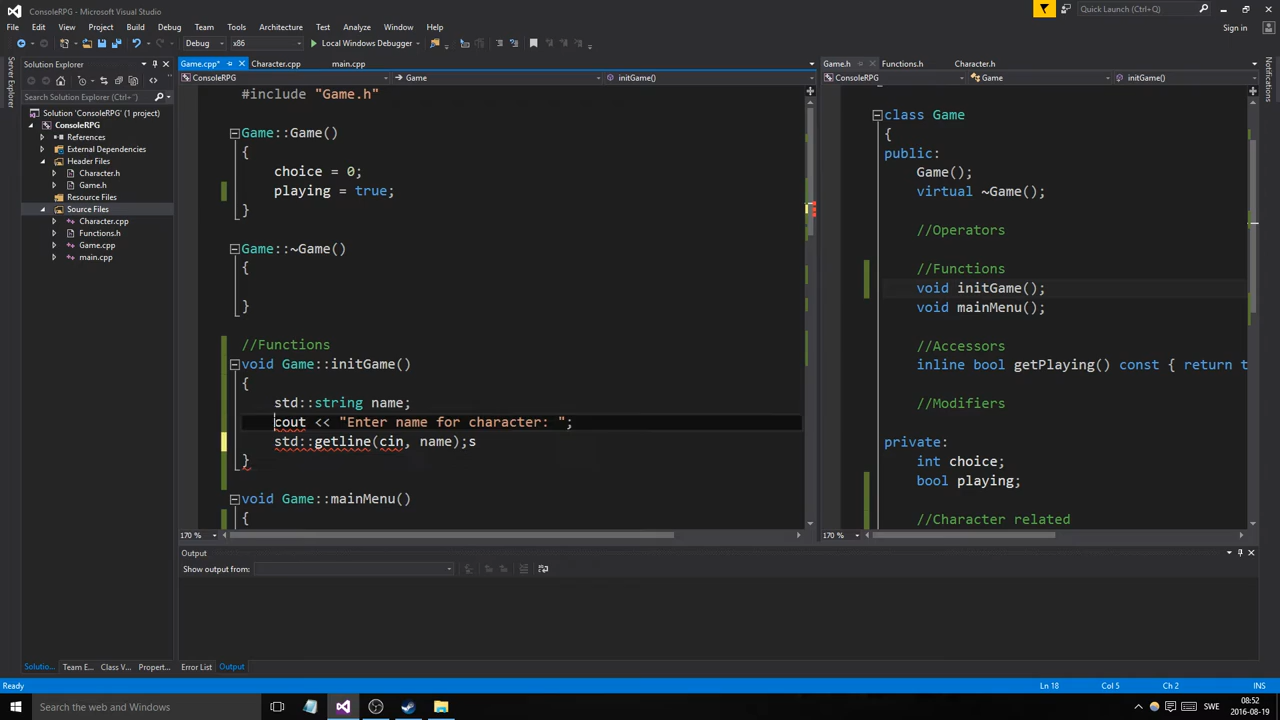 ConsoleRPG - Microsoft Visual Studio
Quick Launch (Ctrl+Q)
File Edit View Project Build Debug Team Tools Architecture Test Analyze Window Help
Sign in
Debug x86 Local Windows Debugger
Server Explorer
Solution Explorer
Search Solution Explorer (Ctrl+
Solution 'ConsoleRPG' (1 project)
ConsoleRPG
References
External Dependencies
Header Files
Character.h
Game.h
Resource Files
Source Files
Character.cpp
Functions.h
Game.cpp
main.cpp
Solutio... Team E... Class V... Propert...
Game.cpp* Character.cpp main.cpp
ConsoleRPG Game initGame()
#include "Game.h"
Game::Game()
{
choice = 0;
playing = true;
}
Game::~Game()
{
}
//Functions
void Game::initGame()
{
std::string name;
cout << "Enter name for character: ";
std::getline(cin, name);s
}
void Game::mainMenu()
{
170 %
Game.h Functions.h Character.h
ConsoleRPG Game initGame()
class Game
{
public:
Game();
virtual ~Game();
//Operators
//Functions
void initGame();
void mainMenu();
//Accessors
inline bool getPlaying() const { return t
//Modifiers
private:
int choice;
bool playing;
//Character related
170 %
Notifications
Output
Show output from:
Error List Output
Ready Ln 18 Col 5 Ch 2 INS
Search the web and Windows
SWE
08:52
2016-08-19